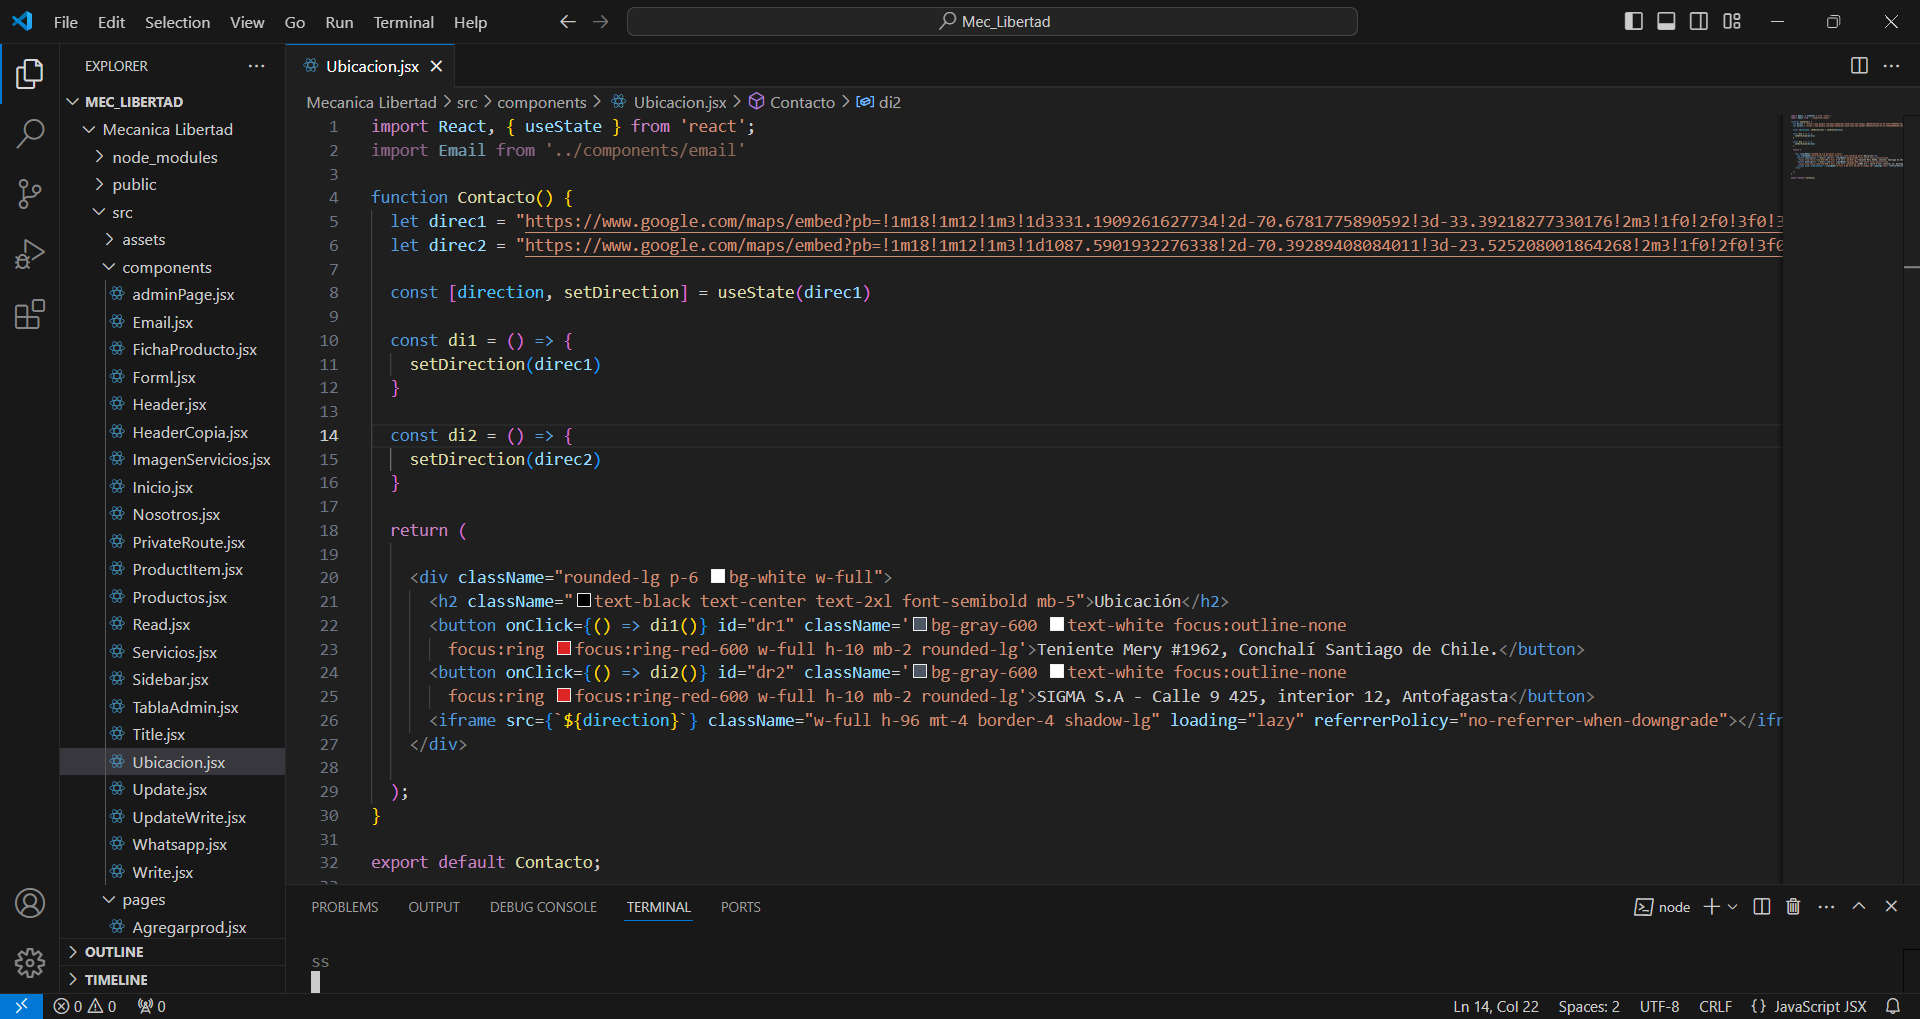 File Edit Selection View Go Run Terminal Help
Mec_Libertad
EXPLORER
MEC_LIBERTAD
Mecanica Libertad
node_modules
public
src
assets
components
adminPage.jsx
Email.jsx
FichaProducto.jsx
Forml.jsx
Header.jsx
HeaderCopia.jsx
ImagenServicios.jsx
Inicio.jsx
Nosotros.jsx
PrivateRoute.jsx
ProductItem.jsx
Productos.jsx
Read.jsx
Servicios.jsx
Sidebar.jsx
TablaAdmin.jsx
Title.jsx
Ubicacion.jsx
Update.jsx
UpdateWrite.jsx
Whatsapp.jsx
Write.jsx
pages
Agregarprod.jsx
OUTLINE
TIMELINE
Ubicacion.jsx
Mecanica Libertad > src > components > Ubicacion.jsx > Contacto > di2
1 import React, { useState } from 'react';
2 import Email from '../components/email'
3
4 function Contacto() {
5 let direc1 = "https://www.google.com/maps/embed?pb=!1m18!1m12!1m3!1d3331.1909261627734!2d-70.6781775890592!3d-33.39218277330176!2m3!1f0!2f0!3f0!3
6 let direc2 = "https://www.google.com/maps/embed?pb=!1m18!1m12!1m3!1d1087.5901932276338!2d-70.39289408084011!3d-23.525208001864268!2m3!1f0!2f0!3f0
7
8 const [direction, setDirection] = useState(direc1)
9
10 const di1 = () => {
11 setDirection(direc1)
12 }
13
14 const di2 = () => {
15 setDirection(direc2)
16 }
17
18 return (
19
20 <div className="rounded-lg p-6 bg-white w-full">
21 <h2 className="text-black text-center text-2xl font-semibold mb-5">Ubicación</h2>
22 <button onClick={() => di1()} id="dr1" className='bg-gray-600 text-white focus:outline-none
23 focus:ring focus:ring-red-600 w-full h-10 mb-2 rounded-lg'>Teniente Mery #1962, Conchalí Santiago de Chile.</button>
24 <button onClick={() => di2()} id="dr2" className='bg-gray-600 text-white focus:outline-none
25 focus:ring focus:ring-red-600 w-full h-10 mb-2 rounded-lg'>SIGMA S.A - Calle 9 425, interior 12, Antofagasta</button>
26 <iframe src={`${direction}`} className="w-full h-96 mt-4 border-4 shadow-lg" loading="lazy" referrerPolicy="no-referrer-when-downgrade"></ifr
27 </div>
28
29 );
30 }
31
32 export default Contacto;
PROBLEMS OUTPUT DEBUG CONSOLE TERMINAL PORTS
node
ss
0 0 0
Ln 14, Col 22 Spaces: 2 UTF-8 CRLF {} JavaScript JSX